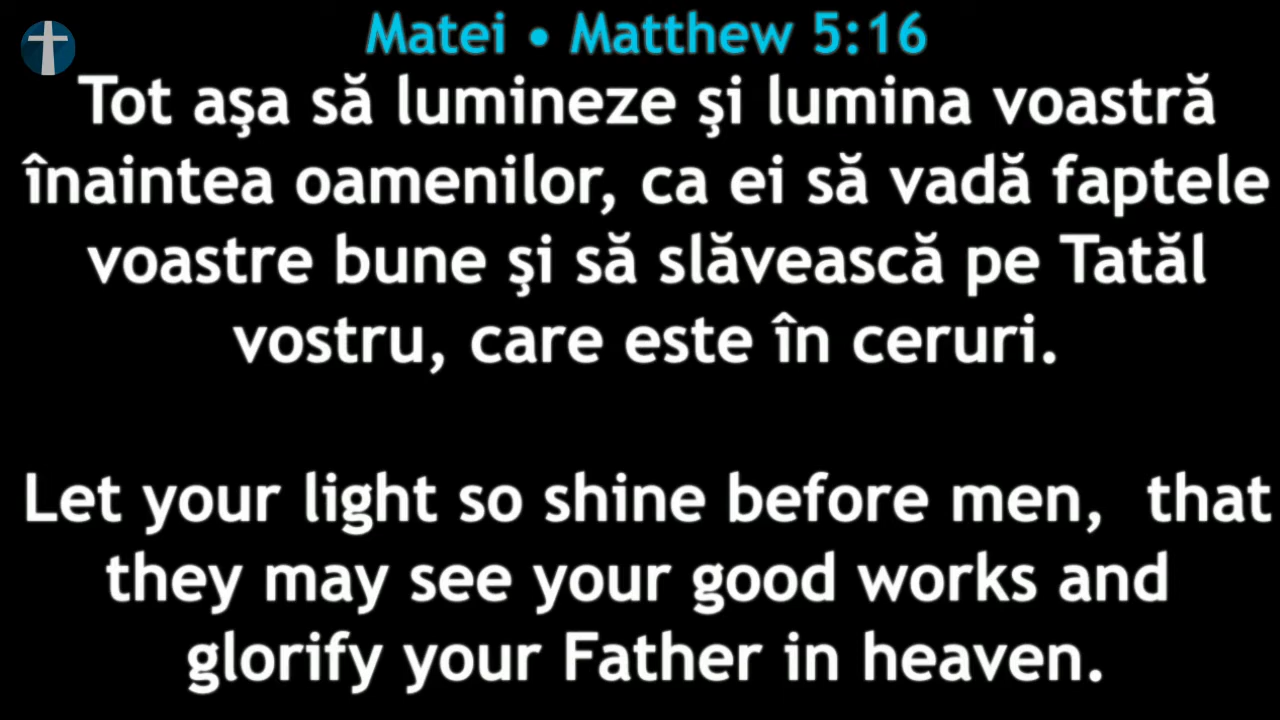 Matei • Matthew 5:16
Tot aşa să lumineze şi lumina voastră
înaintea oamenilor, ca ei să vadă faptele
voastre bune şi să slăvească pe Tatăl
vostru, care este în ceruri.
Let your light so shine before men,  that
they may see your good works and
glorify your Father in heaven.